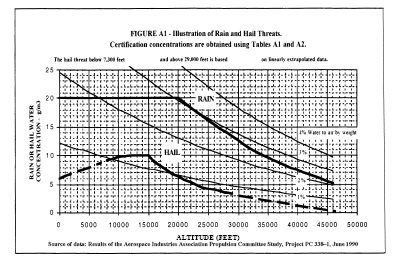 FIGURE A1 - Illustration of Rain and Hail Threats.
Certification concentrations are obtained using Tables A1 and A2.
The hail threat below 7,300 feet and above 29,000 feet is based on linearly extrapolated data.
RAIN OR HAIL WATER
CONCENTRATION - g/m3
25
20
15
10
5
0
RAIN
HAIL
% Water to air by weight
1%
2%
1%
0 5000 10000 15000 20000 25000 30000 35000 40000 45000 50000
ALTITUDE (FEET)
Source of data: Results of the Aerospace Industries Association Propulsion Committee Study, Project PC 338-1, June 1990